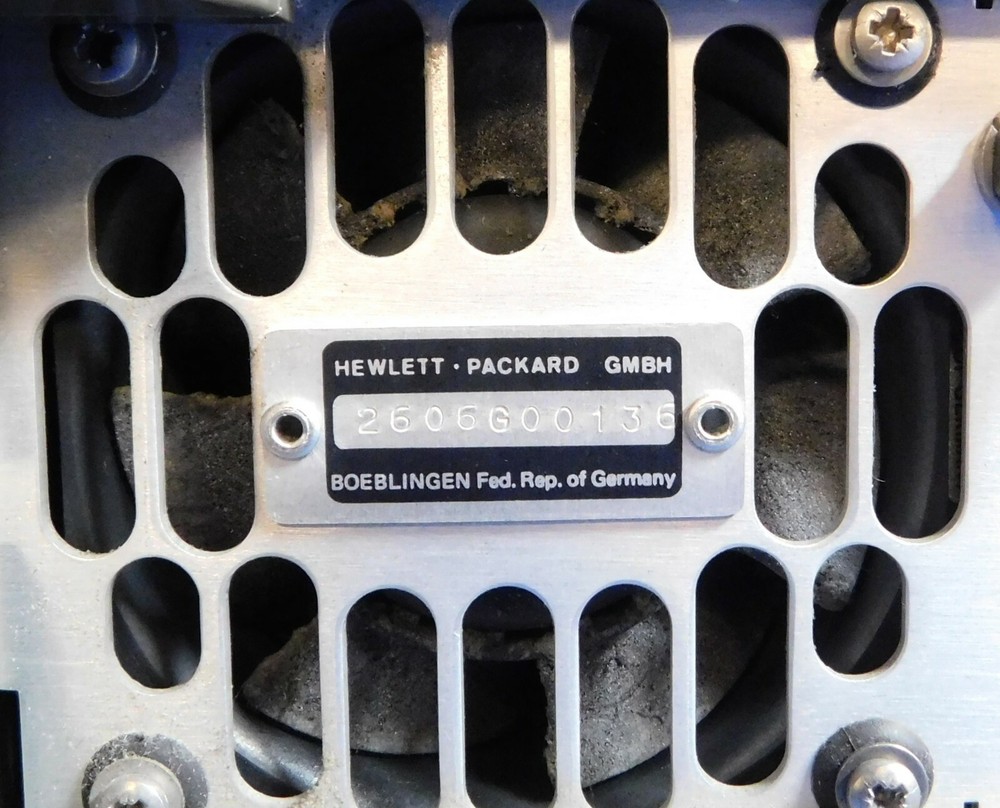 HEWLETT·PACKARD GMBH
2606G00136
BOEBLINGEN Fed. Rep. of Germany